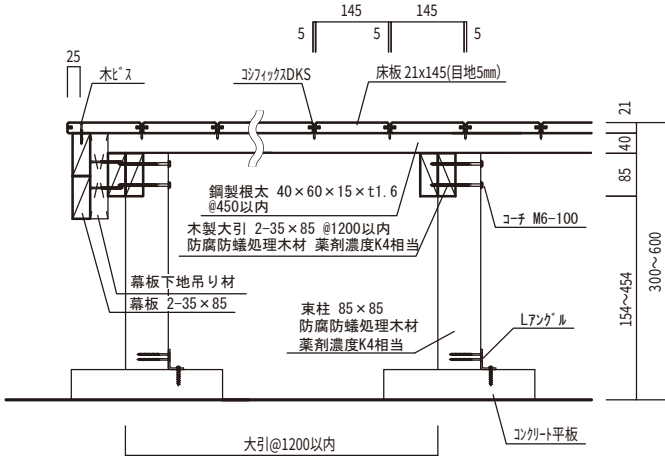 145
145
5
5
5
25
木ﾋﾞｽ
ｺｼﾌｨｯｸｽDKS
床板 21x145(目地5mm)
21
40
85
鋼製根太 40×60×15×t1.6
@450以内
木製大引 2-35×85 @1200以内
防腐防蟻処理木材 薬剤濃度K4相当
ｺｰﾁ M6-100
300～600
154～454
幕板下地吊り材
幕板 2-35×85
束柱 85×85
防腐防蟻処理木材
薬剤濃度K4相当
Lｱﾝｸﾞﾙ
大引@1200以内
ｺﾝｸﾘｰﾄ平板